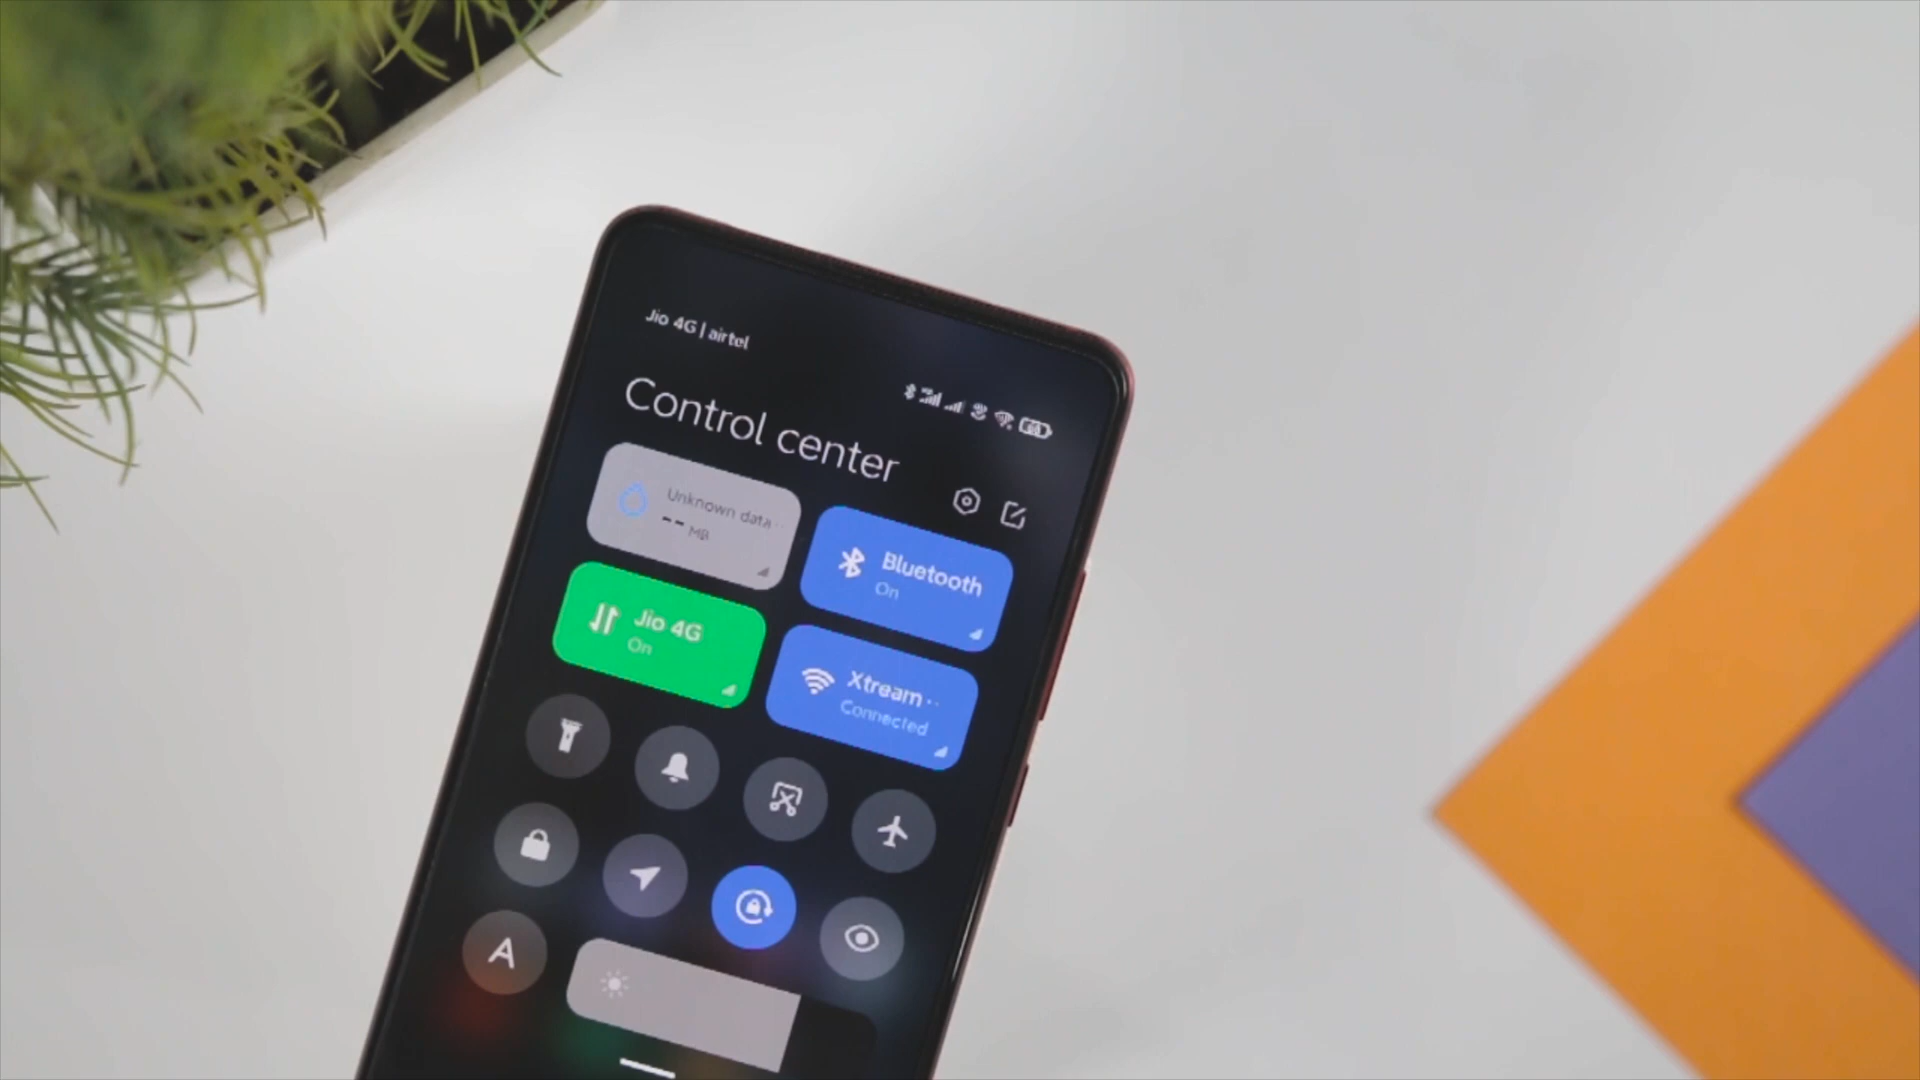 Jio 4G | airtel
Control center
Unknown data··
-- MB
Bluetooth
On
Jio 4G
On
Xtream··
Connected
A